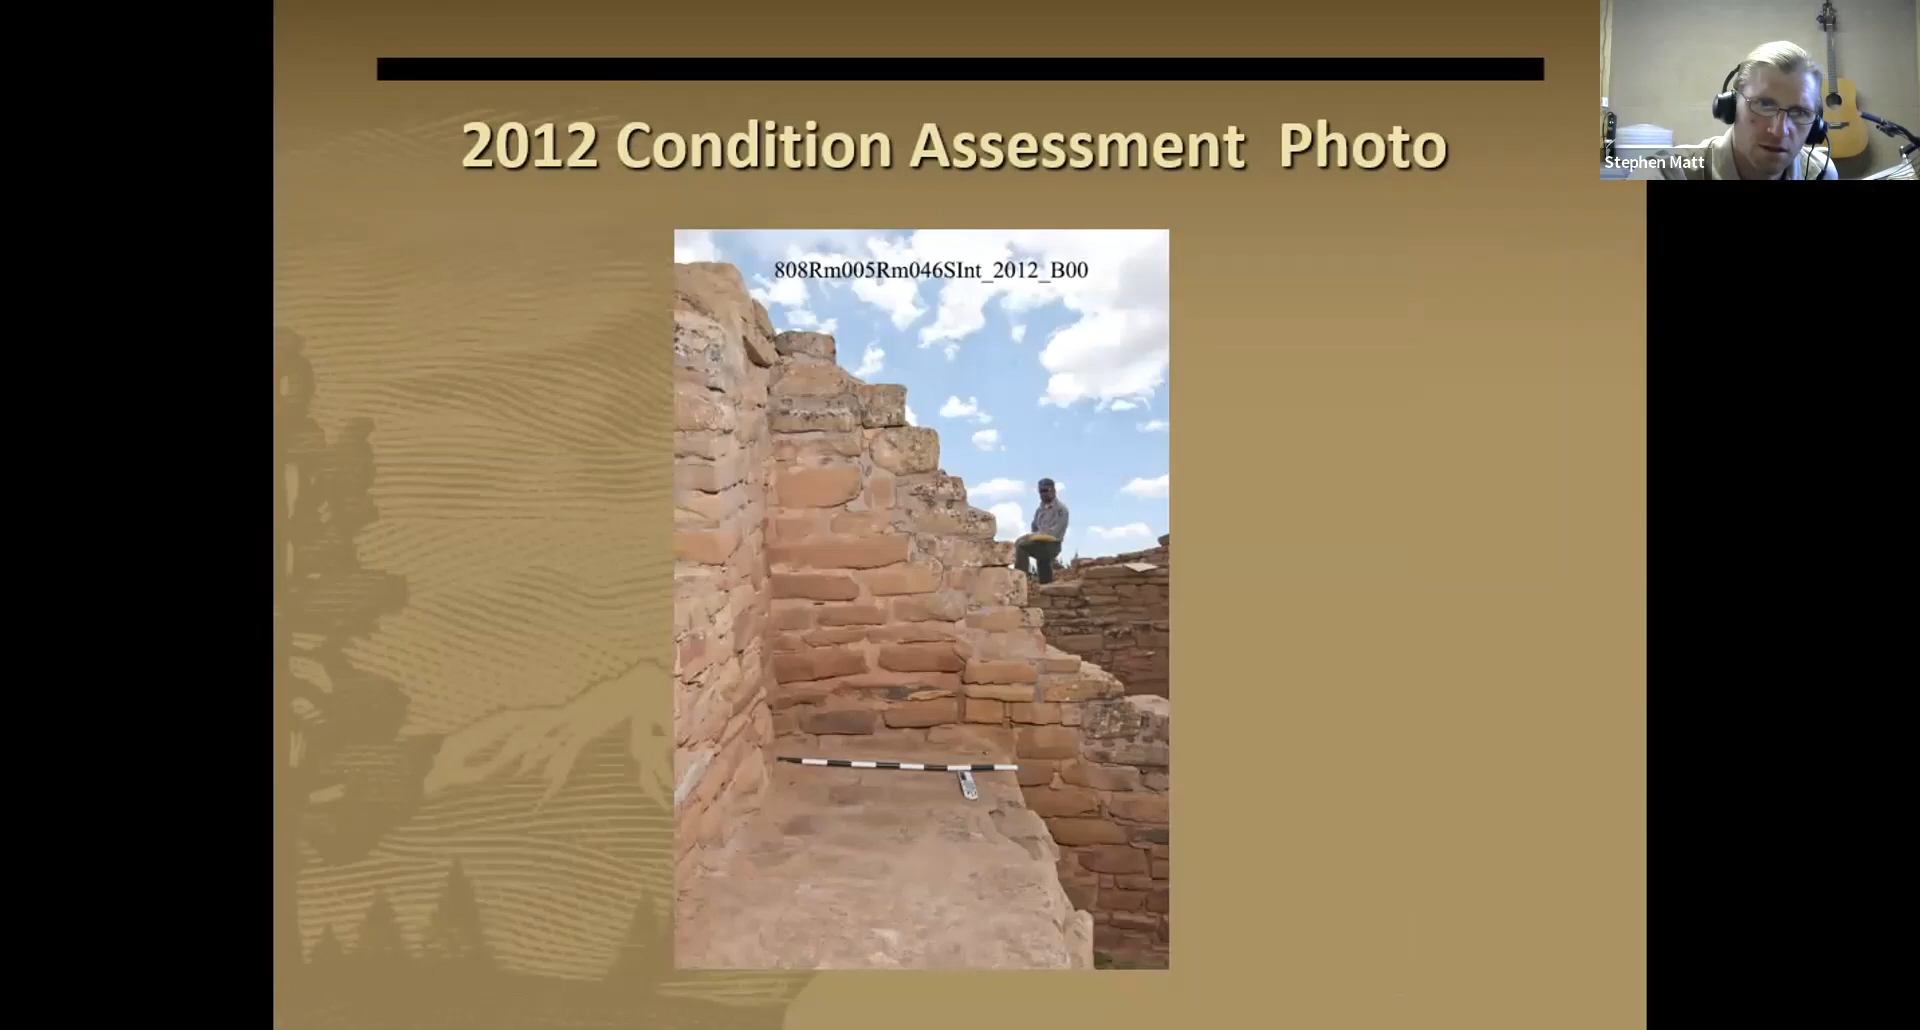 2012 Condition Assessment  Photo
808Rm005Rm046SInt_2012_B00
Stephen Matt